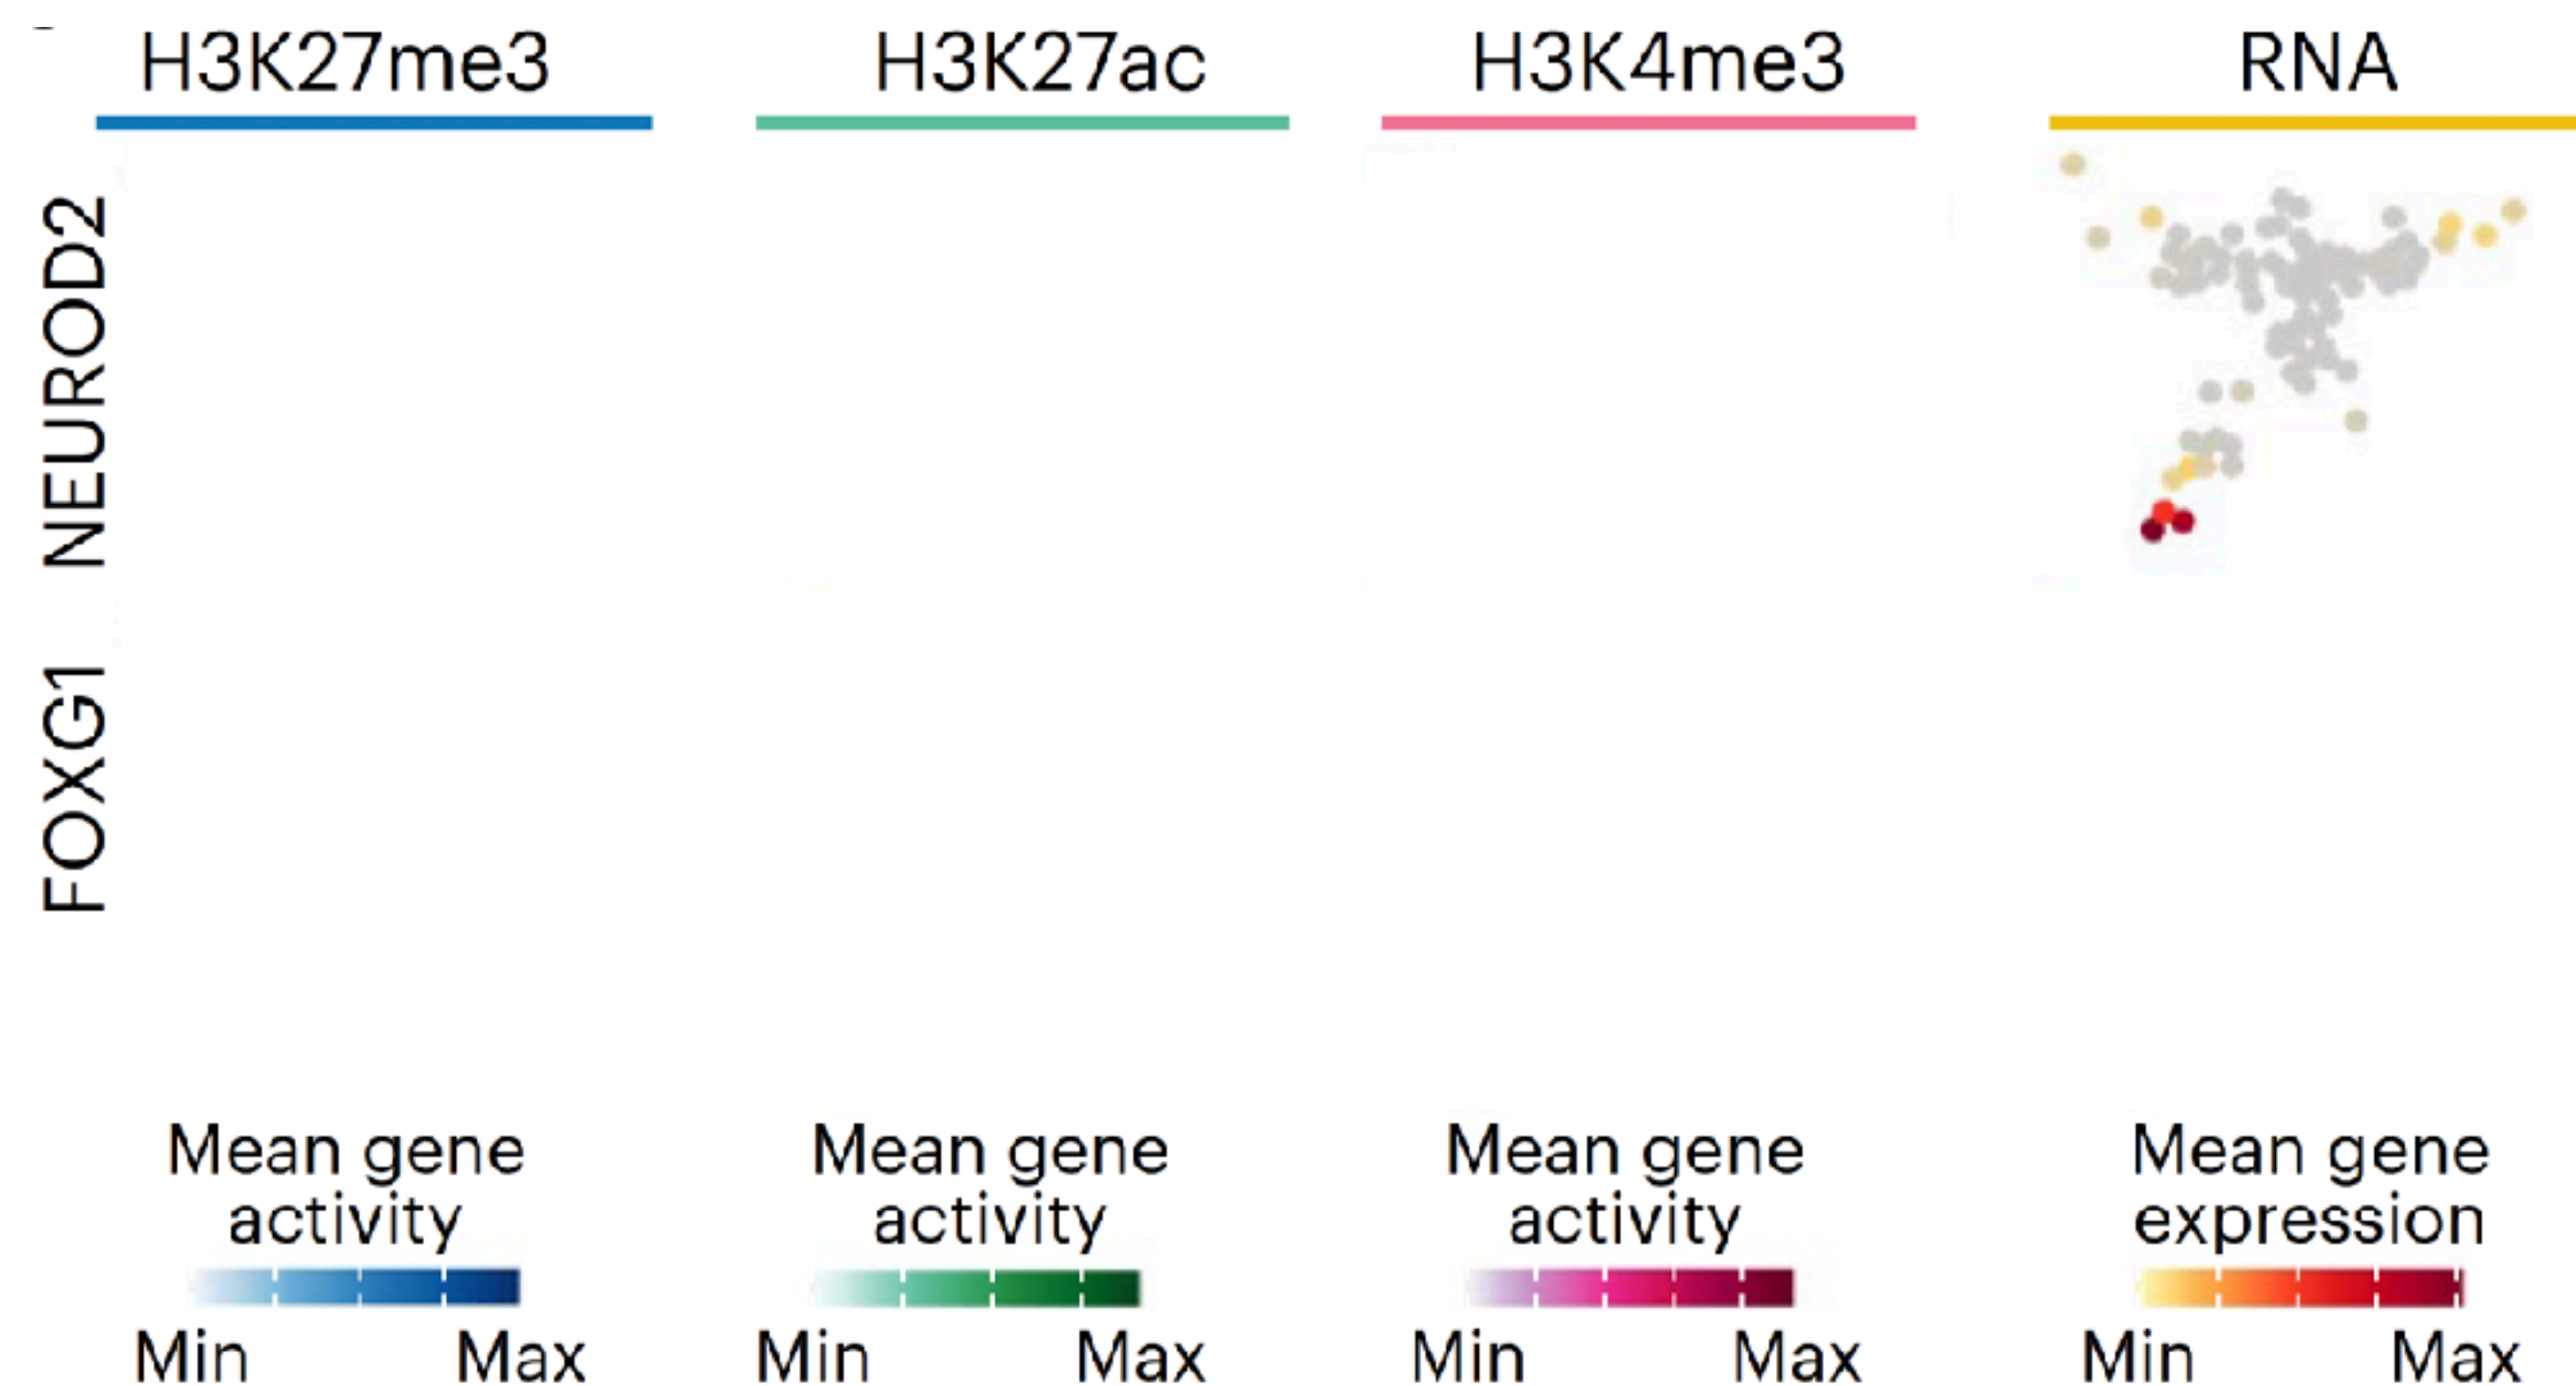 H3K27me3 H3K27ac H3K4me3 RNA
NEUROD2
FOXG1
Mean gene activity
Mean gene activity
Mean gene activity
Mean gene expression
Min Max
Min Max
Min Max
Min Max